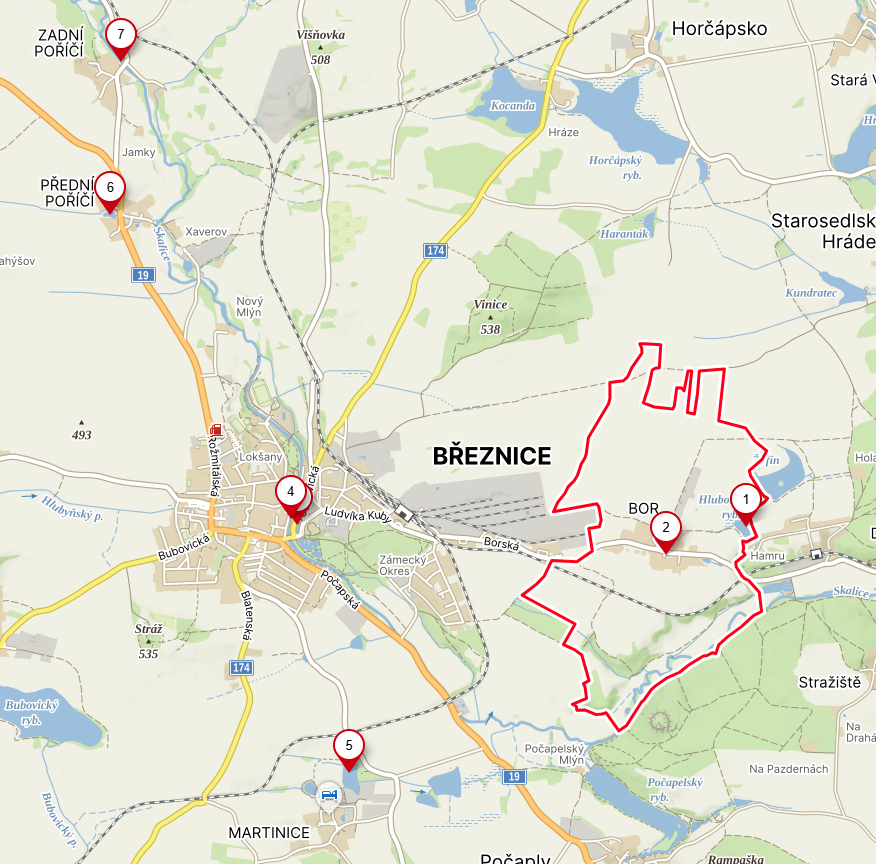 7
ZADNÍ
POŘÍČÍ
Višňovka
508
Horčápsko
Stará
Kocanda
Hráze
Horčápský
ryb.
Jamky
PŘEDNÍ
POŘÍČÍ
6
Skalice
Xaverov
Starosedlsk
Hráde
Haranták
174
19
Kundratec
Nový
Mlýn
Vinice
538
493
Rožmitálská
Lokšany
BŘEZNICE
4
1
BOR
2
Hlubyňský p.
Ludvíka Kuby
Borská
Hamru
Bubovická
Zámecký
Okres
Počapská
Skalice
Blatenská
Stráž
535
174
Stražiště
Bubovický
ryb.
5
Na
Drahá
Počapelský
Mlýn
Na Pazdernách
19
Počapelský
ryb.
Bubovický p.
MARTINICE
Počaply
Rampaška